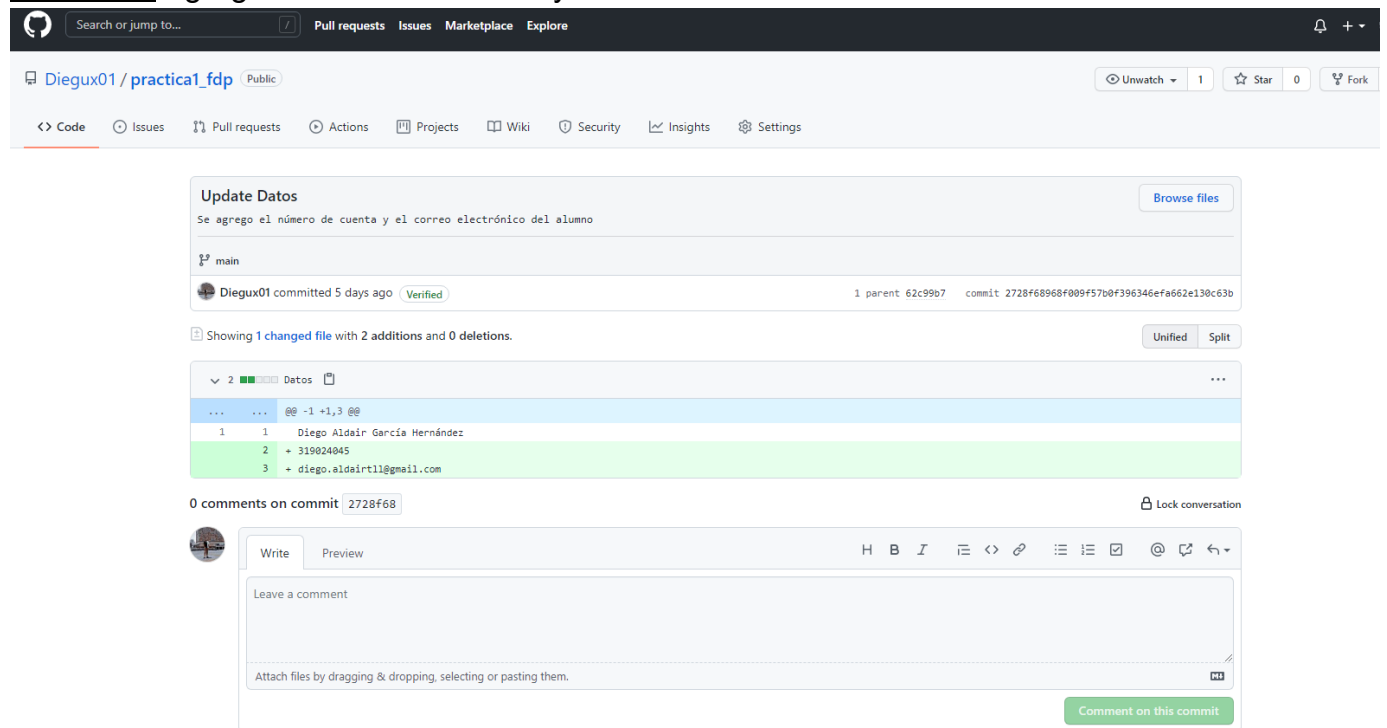 Search or jump to... / Pull requests Issues Marketplace Explore
Diegux01 / practica1_fdp Public Unwatch 1 Star 0 Fork
<> Code Issues Pull requests Actions Projects Wiki Security Insights Settings
Update Datos Browse files
Se agrego el número de cuenta y el correo electrónico del alumno
main
Diegux01 committed 5 days ago Verified 1 parent 62c99b7 commit 2728f68968f009f57b0f396346efa662e130c63b
Showing 1 changed file with 2 additions and 0 deletions. Unified Split
2 Datos ...
... ... @@ -1 +1,3 @@
1 1 Diego Aldair García Hernández
2 + 319024045
3 + diego.aldairt11@gmail.com
0 comments on commit 2728f68 Lock conversation
Write Preview H B I
Leave a comment
Attach files by dragging & dropping, selecting or pasting them.
Comment on this commit